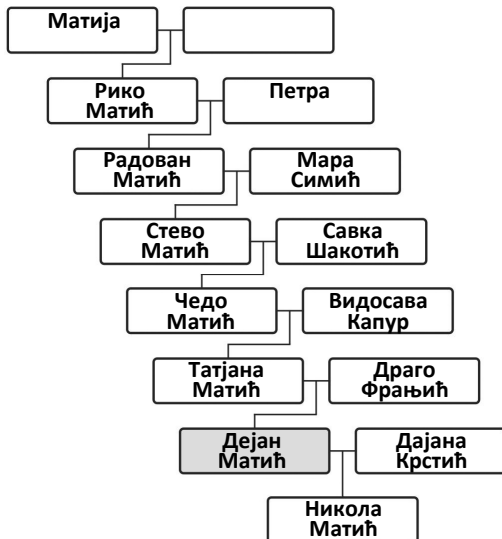 Матија
Рико
Матић
Петра
Радован
Матић
Мара
Симић
Стево
Матић
Савка
Шакотић
Чедо
Матић
Видосава
Капур
Татјана
Матић
Драго
Фрањић
Дејан
Матић
Дајана
Крстић
Никола
Матић